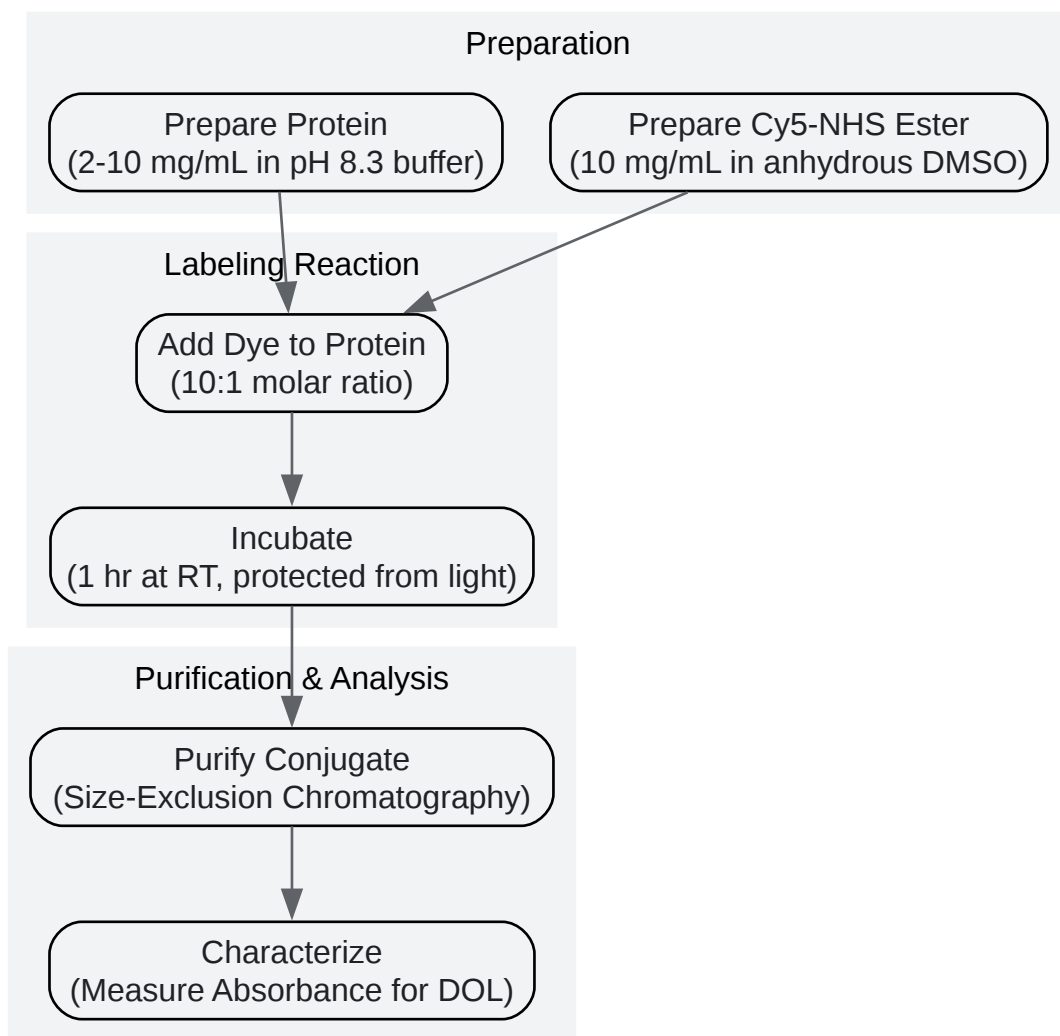 Preparation
Prepare Protein
(2-10 mg/mL in pH 8.3 buffer)
Prepare Cy5-NHS Ester
(10 mg/mL in anhydrous DMSO)
Labeling Reaction
Add Dye to Protein
(10:1 molar ratio)
Incubate
(1 hr at RT, protected from light)
Purification & Analysis
Purify Conjugate
(Size-Exclusion Chromatography)
Characterize
(Measure Absorbance for DOL)